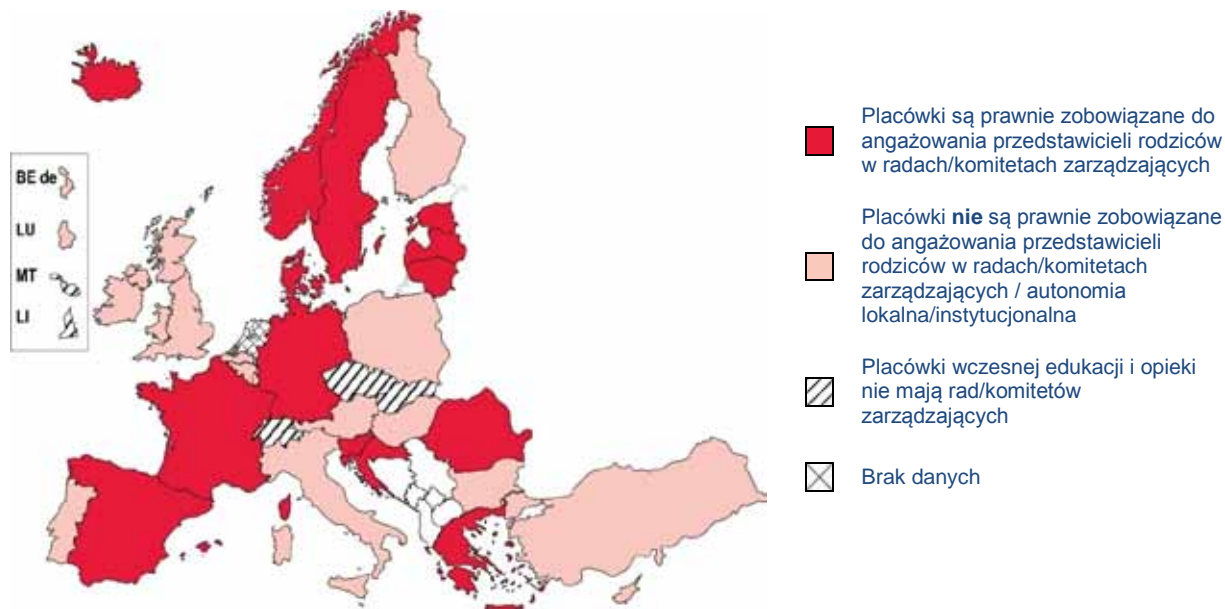 BE de
LU
MT
LI
Placówki są prawnie zobowiązane do
angażowania przedstawicieli rodziców
w radach/komitetach zarządzających
Placówki nie są prawnie zobowiązane
do angażowania przedstawicieli
rodziców w radach/komitetach
zarządzających / autonomia
lokalna/instytucjonalna
Placówki wczesnej edukacji i opieki
nie mają rad/komitetów
zarządzających
Brak danych